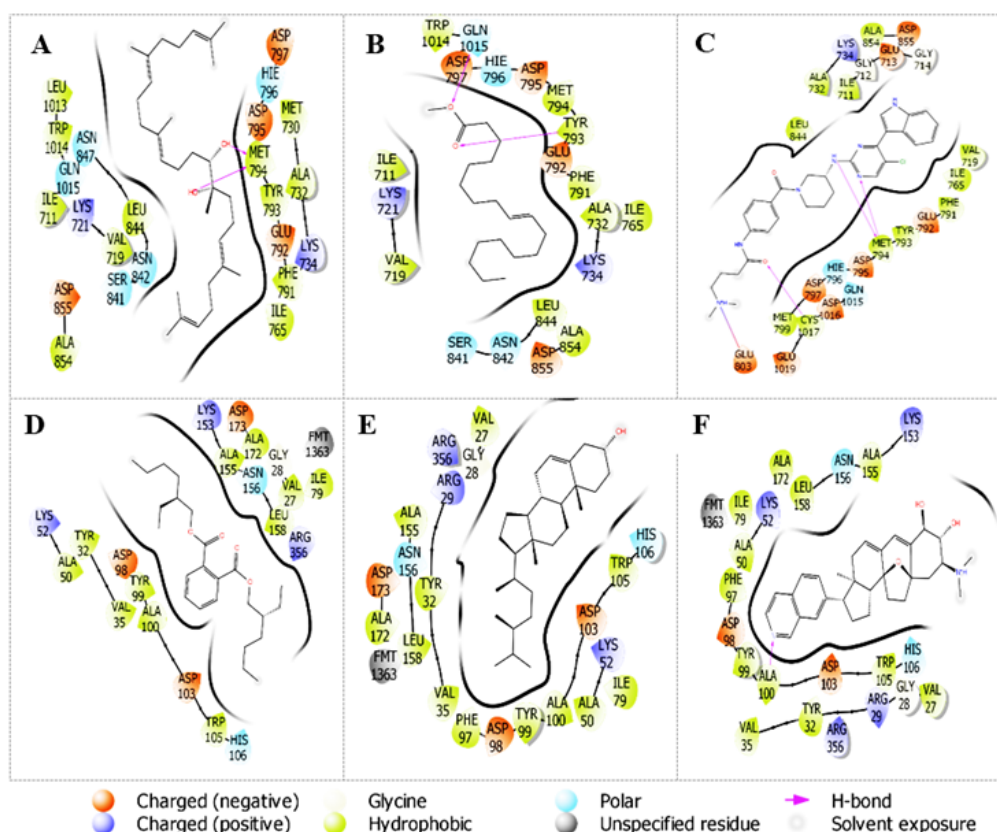 A
ASP
797
HIE
796
ASP
795
MET
730
MET
794
ALA
732
TYR
793
GLU
792
LYS
734
PHE
791
ILE
765
LEU
1013
TRP
1014
ASN
847
GLN
1015
ILE
711
LYS
721
LEU
844
VAL
719
ASN
842
SER
841
ASP
855
ALA
854
OH
HO
B
TRP
1014
GLN
1015
ASP
797
HIE
796
ASP
795
MET
794
TYR
793
GLU
792
PHE
791
ILE
711
LYS
721
VAL
719
ALA
732
ILE
765
LYS
734
LEU
844
ALA
854
SER
841
ASN
842
ASP
855
O
O
C
ALA
854
ASP
855
LYS
734
GLU
713
GLY
714
GLY
712
ALA
732
ILE
711
LEU
844
VAL
719
ILE
765
PHE
791
GLU
792
TYR
793
MET
794
ASP
795
HIE
796
GLN
1015
ASP
797
ASP
1016
MET
799
CYS
1017
GLU
803
GLU
1019
NH
Cl
N
N
NH
O
N
NH
O
NH+
D
LYS
153
ASP
173
FMT
1363
ALA
172
ALA
155
GLY
28
ASN
156
ILE
79
VAL
27
LEU
158
ARG
356
LYS
52
TYR
32
ALA
50
ASP
98
TYR
99
VAL
35
ALA
100
ASP
103
TRP
105
HIS
106
O
O
O
O
E
VAL
27
ARG
356
GLY
28
ARG
29
ALA
155
ASN
156
HIS
106
TRP
105
ASP
173
TYR
32
ASP
103
ALA
172
LEU
158
LYS
52
FMT
1363
ILE
79
VAL
35
ALA
100
ALA
50
PHE
97
ASP
98
TYR
99
OH
F
LYS
153
ALA
172
ASN
156
ALA
155
LEU
158
ILE
79
FMT
1363
LYS
52
ALA
50
PHE
97
ASP
98
TYR
99
ALA
100
ASP
103
TRP
105
HIS
106
GLY
28
VAL
27
ARG
29
TYR
32
ARG
356
VAL
35
HO
OH
O
NH+
N
Charged (negative)
Glycine
Polar
H-bond
Charged (positive)
Hydrophobic
Unspecified residue
Solvent exposure